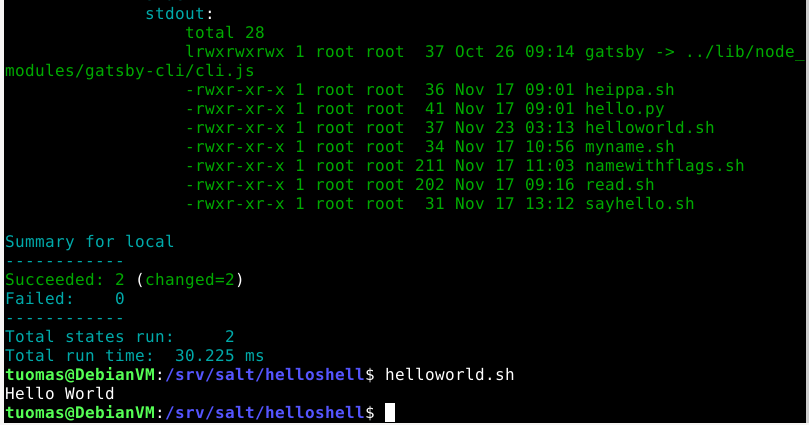 stdout:
total 28
lrwxrwxrwx 1 root root  37 Oct 26 09:14 gatsby -> ../lib/node_
modules/gatsby-cli/cli.js
-rwxr-xr-x 1 root root  36 Nov 17 09:01 heippa.sh
-rwxr-xr-x 1 root root  41 Nov 17 09:01 hello.py
-rwxr-xr-x 1 root root  37 Nov 23 03:13 helloworld.sh
-rwxr-xr-x 1 root root  34 Nov 17 10:56 myname.sh
-rwxr-xr-x 1 root root 211 Nov 17 11:03 namewithflags.sh
-rwxr-xr-x 1 root root 202 Nov 17 09:16 read.sh
-rwxr-xr-x 1 root root  31 Nov 17 13:12 sayhello.sh
Summary for local
------------
Succeeded: 2 (changed=2)
Failed:    0
------------
Total states run:     2
Total run time:  30.225 ms
tuomas@DebianVM:/srv/salt/helloshell$ helloworld.sh
Hello World
tuomas@DebianVM:/srv/salt/helloshell$